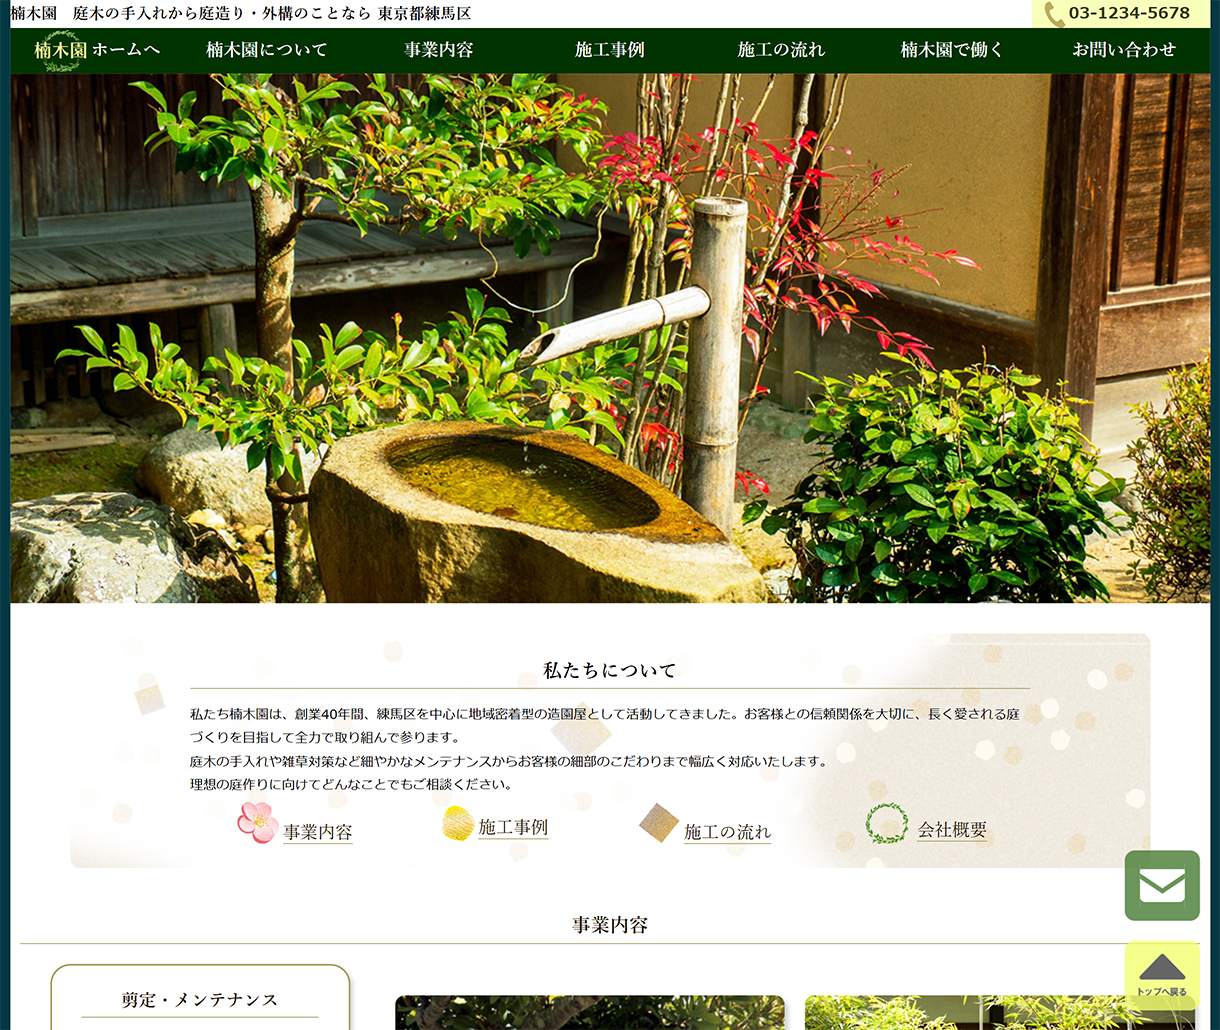 楠木園　庭木の手入れから庭造り・外構のことなら 東京都練馬区
03-1234-5678
楠木園 ホームへ
楠木園について
事業内容
施工事例
施工の流れ
楠木園で働く
お問い合わせ
私たちについて
私たち楠木園は、創業40年間、練馬区を中心に地域密着型の造園屋として活動してきました。お客様との信頼関係を大切に、長く愛される庭
づくりを目指して全力で取り組んで参ります。
庭木の手入れや雑草対策など細やかなメンテナンスからお客様の細部のこだわりまで幅広く対応いたします。
理想の庭作りに向けてどんなことでもご相談ください。
事業内容
施工事例
施工の流れ
会社概要
事業内容
トップへ戻る
剪定・メンテナンス